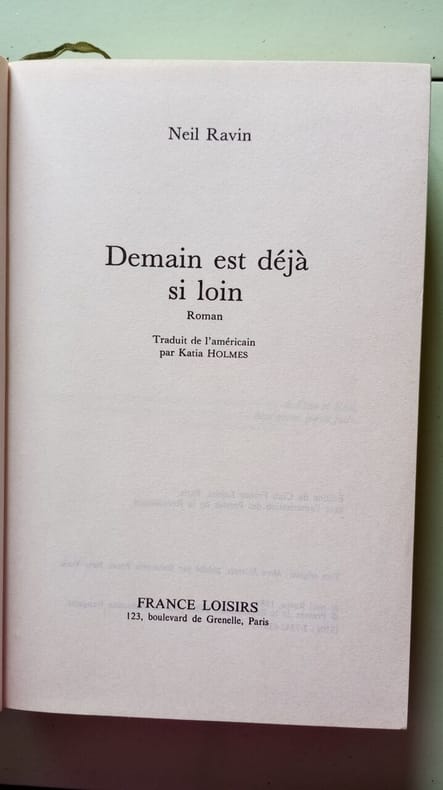 Neil Ravin
Demain est déjà
si loin
Roman
Traduit de l'américain
par Katia HOLMES
FRANCE LOISIRS
123, boulevard de Grenelle, Paris